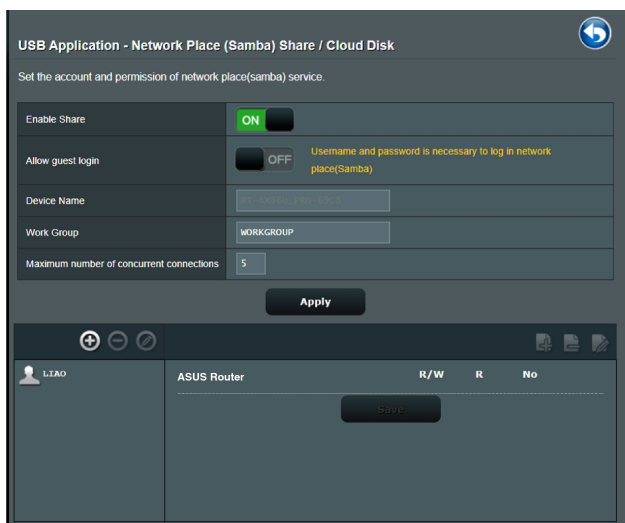 USB Application - Network Place (Samba) Share / Cloud Disk
Set the account and permission of network place(samba) service.
Enable Share
ON
Allow guest login
OFF
Username and password is necessary to log in network
place(Samba)
Device Name
Work Group
WORKGROUP
Maximum number of concurrent connections
5
Apply
LIAO
ASUS Router
R/W
R
No
Save